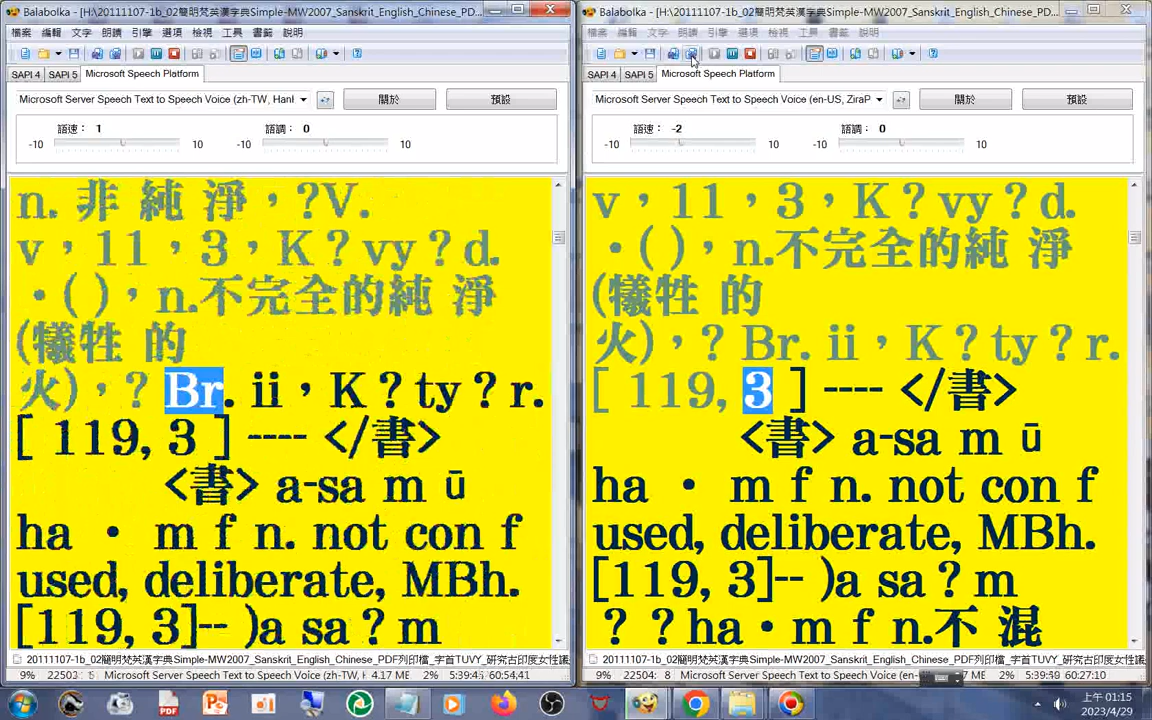 Balabolka - [H:\20111107-1b_02簡明梵英漢字典Simple-MW2007_Sanskrit_English_Chinese_PD...
檔案 編輯 文字 朗讀 引擎 選項 檢視 工具 書籤 說明
SAPI 4 SAPI 5 Microsoft Speech Platform
Microsoft Server Speech Text to Speech Voice (zh-TW, Hanl
關於 預設
語速： 1 語調： 0
-10 10 -10 10
n. 非 純 淨，?V.
v，11，3，K？vy？d.
・( )，n.不完全的純 淨
(犧牲 的
火)，？Br. ii，K？ty？r.
[ 119, 3 ] ---- </書>
<書> a-sa m ū
ha • m f n. not con f
used, deliberate, MBh.
[119, 3]-- )a sa？m
20111107-1b_02簡明梵英漢字典Simple-MW2007_Sanskrit_English_Chinese_PDF列印檔_字首TUVY_研究古印度女性議
9% 22503: Microsoft Server Speech Text to Speech Voice (zh-TW, H 4.17 ME 2% 5:39:45 60:54,41
Balabolka - [H:\20111107-1b_02簡明梵英漢字典Simple-MW2007_Sanskrit_English_Chinese_PD...
檔案 編輯 文字 朗讀 引擎 選項 檢視 工具 書籤 說明
SAPI 4 SAPI 5 Microsoft Speech Platform
Microsoft Server Speech Text to Speech Voice (en-US, ZiraP
關於 預設
語速： -2 語調： 0
-10 10 -10 10
v，11，3，K？vy？d.
・( )，n.不完全的純 淨
(犧牲 的
火)，？Br. ii，K？ty？r.
[ 119, 3 ] ---- </書>
<書> a-sa m ū
ha • m f n. not con f
used, deliberate, MBh.
[119, 3]-- )a sa？m
？？ha•m f n.不 混
20111107-1b_02簡明梵英漢字典Simple-MW2007_Sanskrit_English_Chinese_PDF列印檔_字首TUVY_研究古印度女性議
9% 22504: 8 Microsoft Server Speech Text to Speech Voice (en-US 2% 5:39:59 60:27:10
上午 01:15
2023/4/29